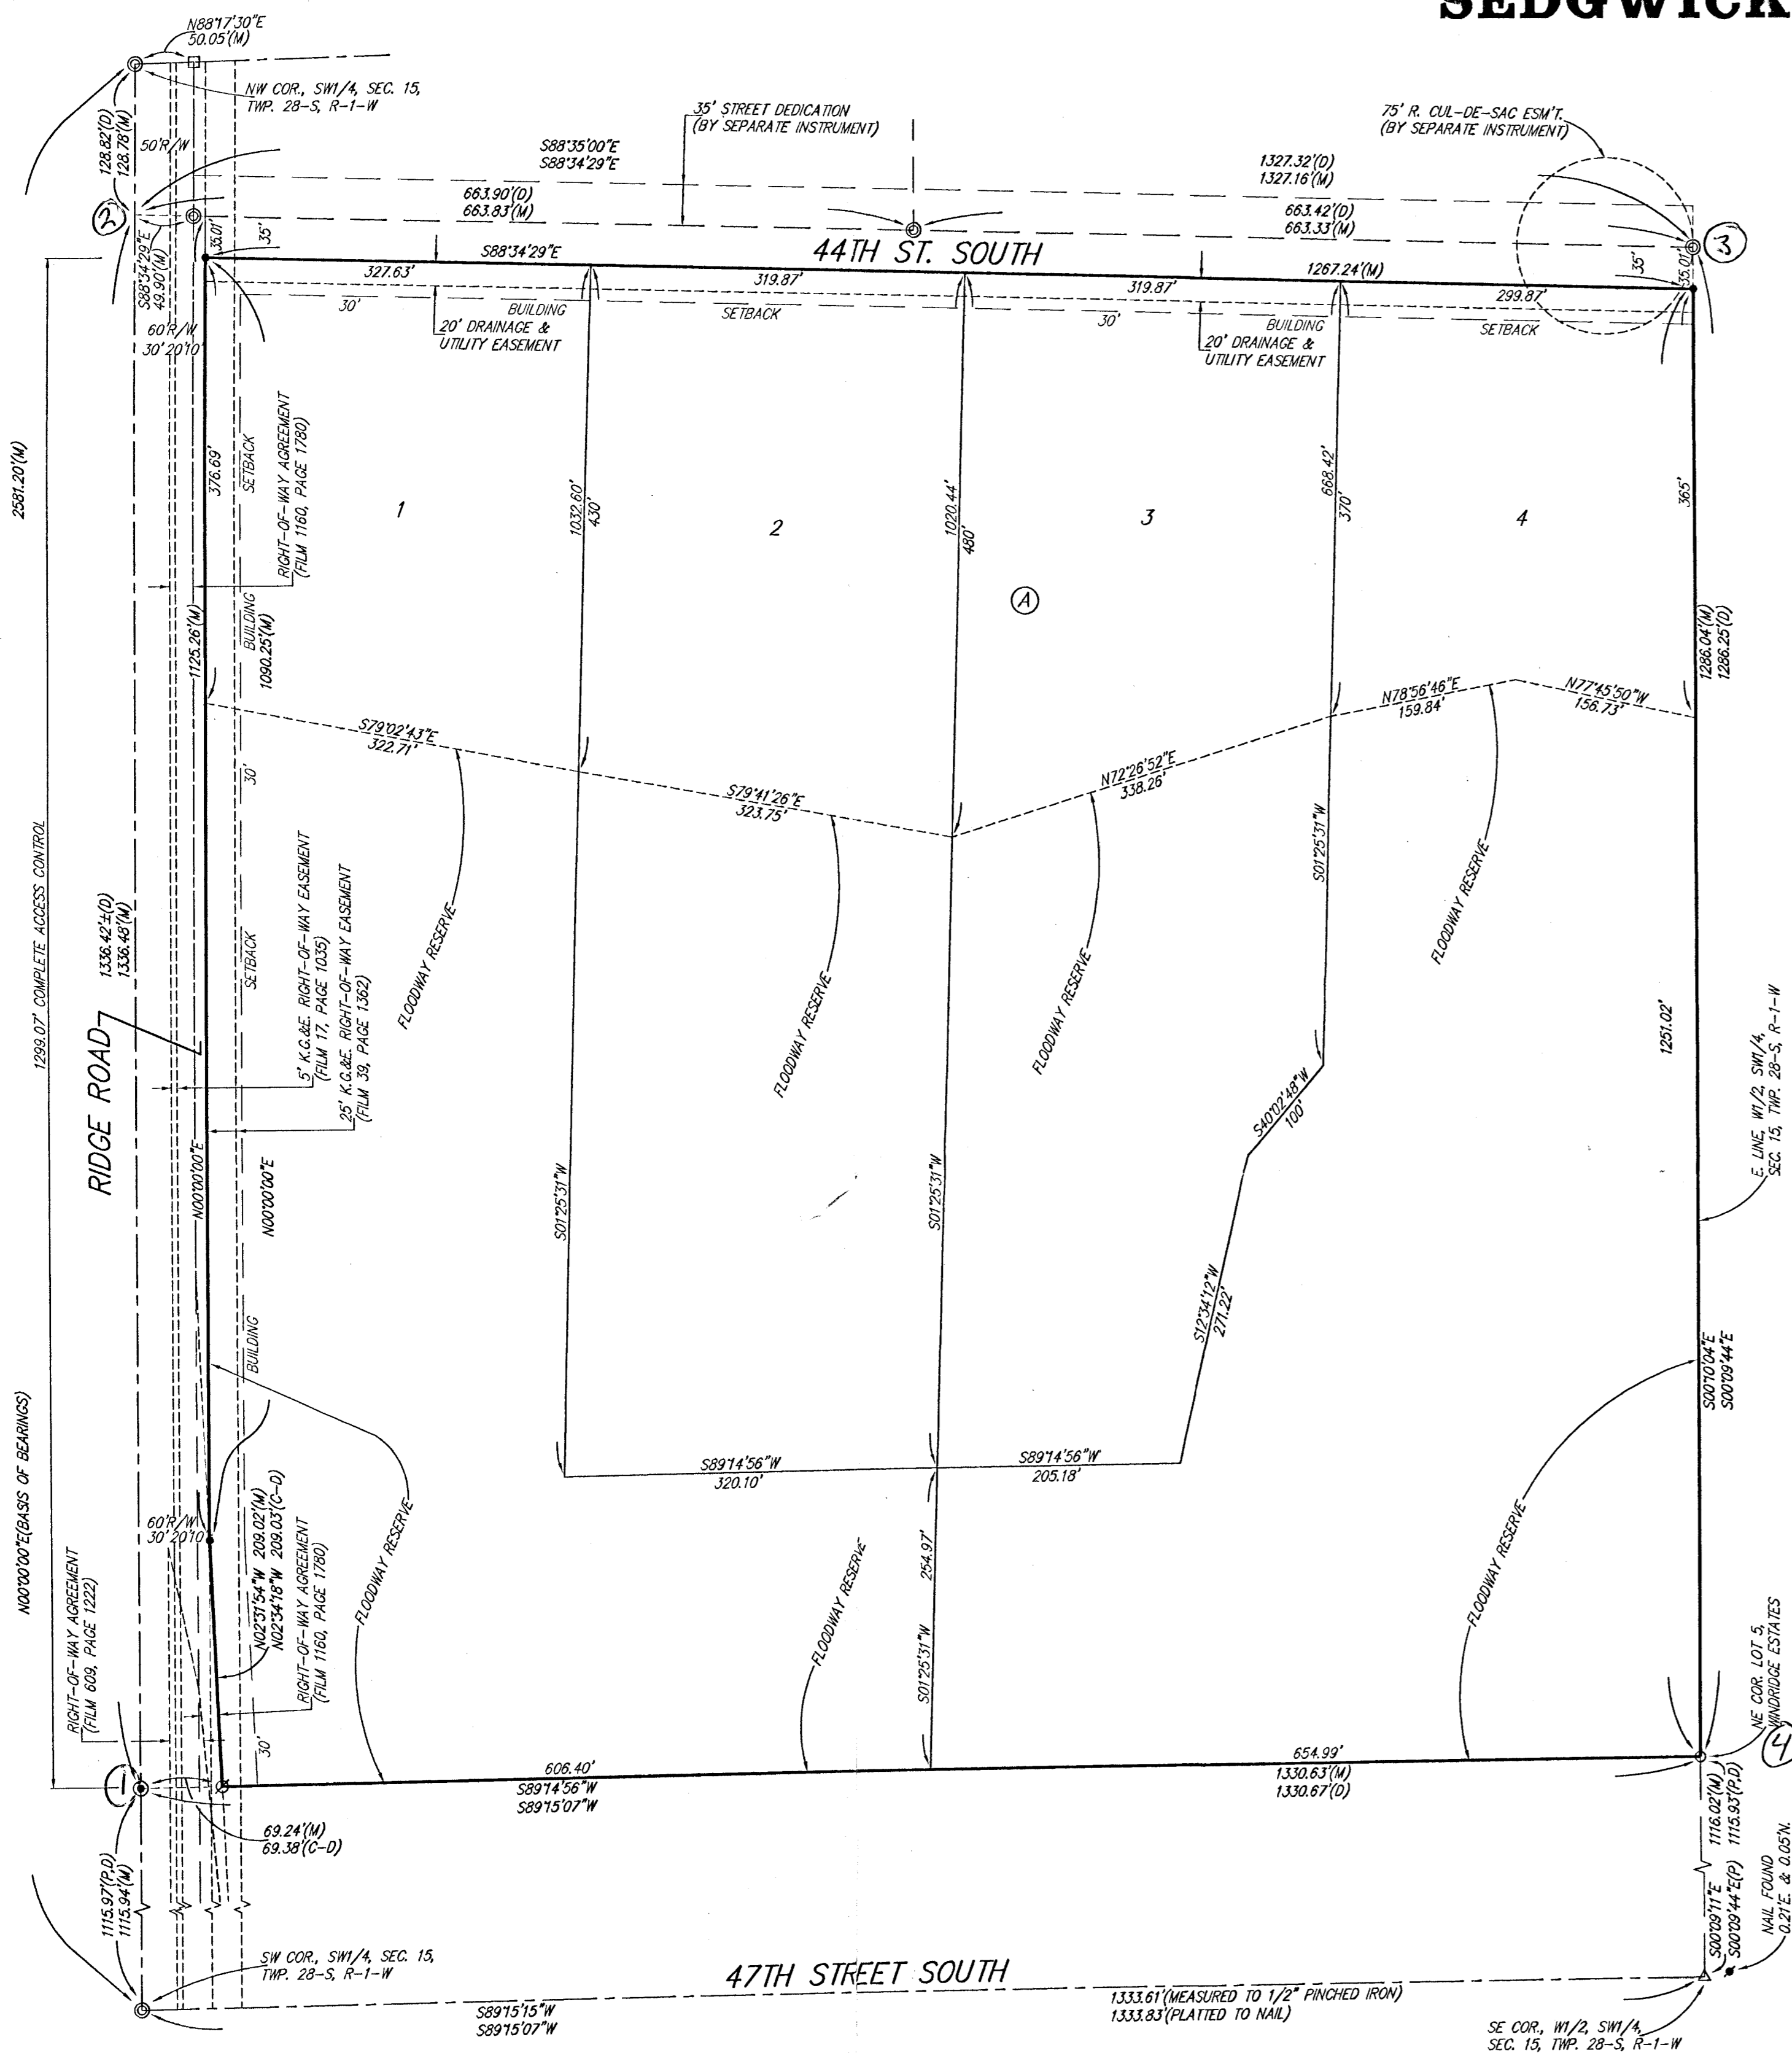 SEDGWICK
N88°17'30"E
50.05'(M)
NW COR., SW1/4, SEC. 15,
TWP. 28-S, R-1-W
128.82'(D)
128.78'(M)
50'R/W
35' STREET DEDICATION
(BY SEPARATE INSTRUMENT)
75' R. CUL-DE-SAC ESM'T.
(BY SEPARATE INSTRUMENT)
S88°35'00"E
S88°34'29"E
1327.32'(D)
1327.16'(M)
663.90'(D)
663.83'(M)
663.42'(D)
663.33'(M)
2
3
S88°34'29"E
49.90'(M)
35.01'
35'
35'
35.01'
S88°34'29"E
44TH ST. SOUTH
1267.24'(M)
327.63'
319.87'
319.87'
299.87'
30'
BUILDING
SETBACK
30'
BUILDING
SETBACK
20' DRAINAGE &
UTILITY EASEMENT
20' DRAINAGE &
UTILITY EASEMENT
60'R/W
30' 20'10'
2581.20'(M)
376.69'
SETBACK
RIGHT-OF-WAY AGREEMENT
(FILM 1160, PAGE 1780)
1
1032.60'
430'
2
1020.44'
480'
3
668.42'
370'
4
365'
A
1125.26'(M)
BUILDING
1090.25'(M)
1286.04'(M)
1286.25'(D)
S79°02'43"E
322.71'
S79°41'26"E
323.75'
N72°26'52"E
338.26'
N78°56'46"E
159.84'
N77°45'50"W
156.73'
30'
1299.07' COMPLETE ACCESS CONTROL
1336.42'±(D)
1336.48'(M)
SETBACK
5' K.G.&E. RIGHT-OF-WAY EASEMENT
(FILM 17, PAGE 1035)
25' K.G.&E. RIGHT-OF-WAY EASEMENT
(FILM 39, PAGE 1362)
FLOODWAY RESERVE
FLOODWAY RESERVE
FLOODWAY RESERVE
FLOODWAY RESERVE
S01°25'31"W
1251.02'
E. LINE, W1/2, SW1/4,
SEC. 15, TWP. 28-S, R-1-W
RIDGE ROAD
N00°00'00"E
N00°00'00"E
S01°25'31"W
S01°25'31"W
S40°02'48"W
100'
S12°34'12"W
271.22'
BUILDING
S00°10'04"E
S00°09'44"E
N00°00'00"E(BASIS OF BEARINGS)
S89°14'56"W
320.10'
S89°14'56"W
205.18'
60'R/W
30' 20'10'
N02°31'54"W 209.02'(M)
N02°34'18"W 209.03'(C-D)
RIGHT-OF-WAY AGREEMENT
(FILM 1160, PAGE 1780)
RIGHT-OF-WAY AGREEMENT
(FILM 609, PAGE 1222)
FLOODWAY RESERVE
FLOODWAY RESERVE
FLOODWAY RESERVE
254.97'
S01°25'31"W
30'
NE COR. LOT 5,
WINDRIDGE ESTATES
4
1
606.40'
S89°14'56"W
S89°15'07"W
654.99'
1330.63'(M)
1330.67'(D)
69.24'(M)
69.38'(C-D)
1115.97'(P,D)
1115.94'(M)
S00°09'11"E 1116.02'(M)
S00°09'44"E(P) 1115.93'(P,D)
NAIL FOUND
0.21'E. & 0.05'N.
SW COR., SW1/4, SEC. 15,
TWP. 28-S, R-1-W
47TH STREET SOUTH
S89°15'15"W
S89°15'07"W
1333.61'(MEASURED TO 1/2" PINCHED IRON)
1333.83'(PLATTED TO NAIL)
SE COR., W1/2, SW1/4,
SEC. 15, TWP. 28-S, R-1-W